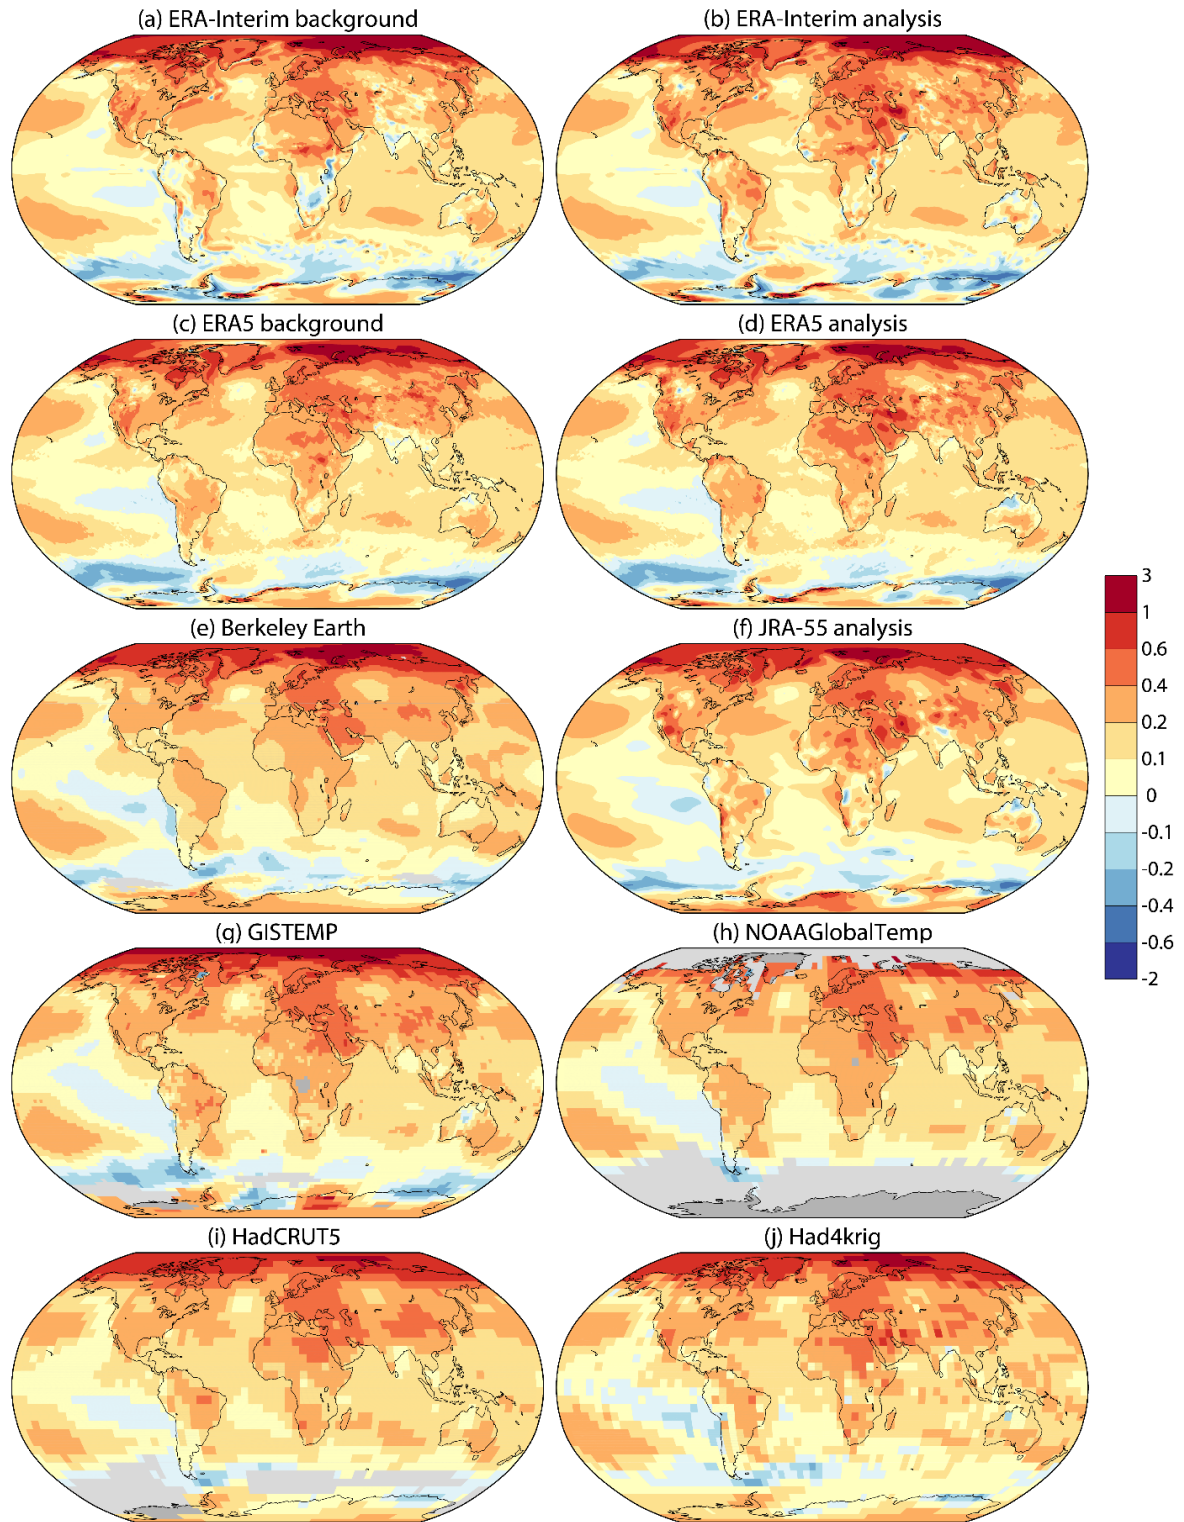 (a) ERA-Interim background
(b) ERA-Interim analysis
(c) ERA5 background
(d) ERA5 analysis
(e) Berkeley Earth
(f) JRA-55 analysis
3
1
0.6
0.4
0.2
0.1
0
-0.1
-0.2
-0.4
-0.6
-2
(g) GISTEMP
(h) NOAAGlobalTemp
(i) HadCRUT5
(j) Had4krig